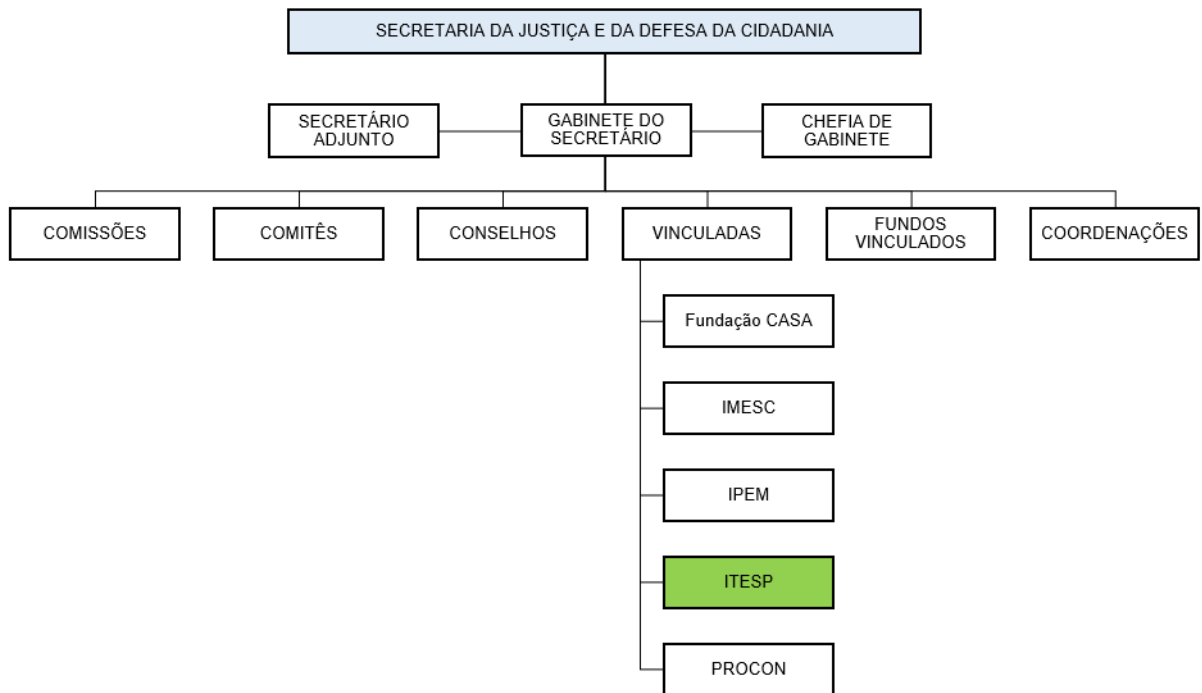 SECRETARIA DA JUSTIÇA E DA DEFESA DA CIDADANIA
SECRETÁRIO
ADJUNTO
GABINETE DO
SECRETÁRIO
CHEFIA DE
GABINETE
COMISSÕES
COMITÊS
CONSELHOS
VINCULADAS
FUNDOS
VINCULADOS
COORDENAÇÕES
Fundação CASA
IMESC
IPEM
ITESP
PROCON